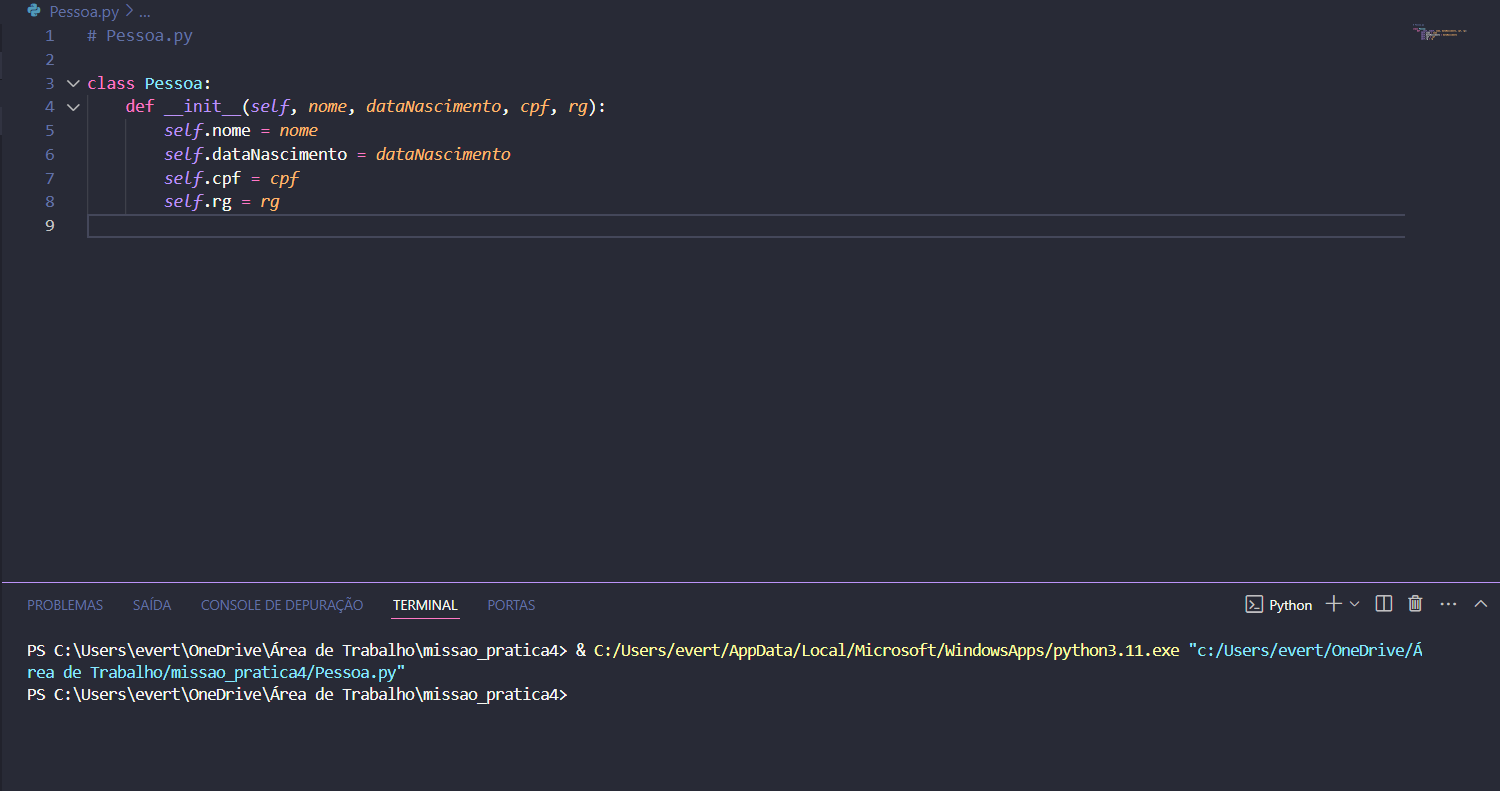 Pessoa.py > ...
1 # Pessoa.py
2
3 class Pessoa:
4     def __init__(self, nome, dataNascimento, cpf, rg):
5         self.nome = nome
6         self.dataNascimento = dataNascimento
7         self.cpf = cpf
8         self.rg = rg
9
PROBLEMAS SAÍDA CONSOLE DE DEPURAÇÃO TERMINAL PORTAS Python
PS C:\Users\evert\OneDrive\Área de Trabalho\missao_pratica4> & C:/Users/evert/AppData/Local/Microsoft/WindowsApps/python3.11.exe "c:/Users/evert/OneDrive/Á
rea de Trabalho/missao_pratica4/Pessoa.py"
PS C:\Users\evert\OneDrive\Área de Trabalho\missao_pratica4>